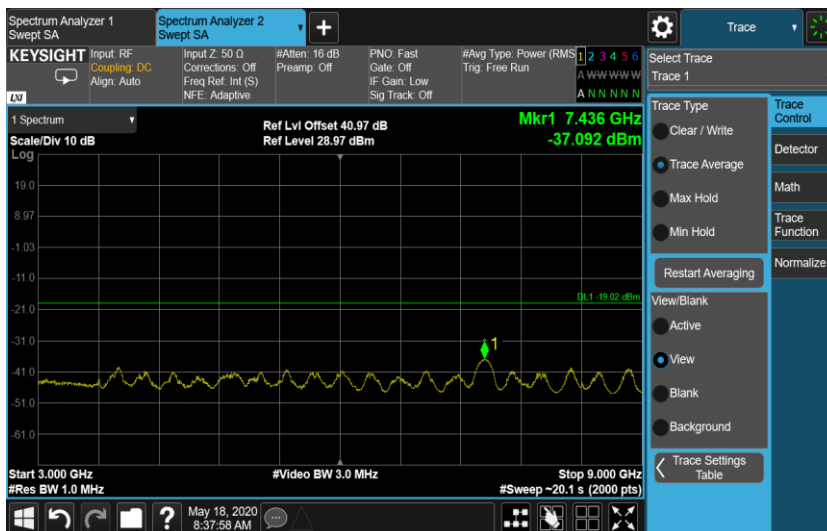 Spectrum Analyzer 1
Swept SA
Spectrum Analyzer 2
Swept SA
Trace
KEYSIGHT
LXI
Input: RF
Coupling: DC
Align: Auto
Input Z: 50 Ω
Corrections: Off
Freq Ref: Int (S)
NFE: Adaptive
#Atten: 16 dB
Preamp: Off
PNO: Fast
Gate: Off
IF Gain: Low
Sig Track: Off
#Avg Type: Power (RMS
Trig: Free Run
1 2 3 4 5 6
A W W W W W
A N N N N N
Select Trace
Trace 1
1 Spectrum
Scale/Div 10 dB
Log
Ref Lvl Offset 40.97 dB
Ref Level 28.97 dBm
Mkr1 7.436 GHz
-37.092 dBm
19.0
8.97
-1.03
-11.0
-21.0
-31.0
-41.0
-51.0
-61.0
DL1 -19.02 dBm
1
Start 3.000 GHz
#Res BW 1.0 MHz
#Video BW 3.0 MHz
Stop 9.000 GHz
#Sweep ~20.1 s (2000 pts)
Trace Type
Clear / Write
Trace Average
Max Hold
Min Hold
Restart Averaging
View/Blank
Active
View
Blank
Background
Trace Settings
Table
Trace
Control
Detector
Math
Trace
Function
Normalize
?
May 18, 2020
8:37:58 AM